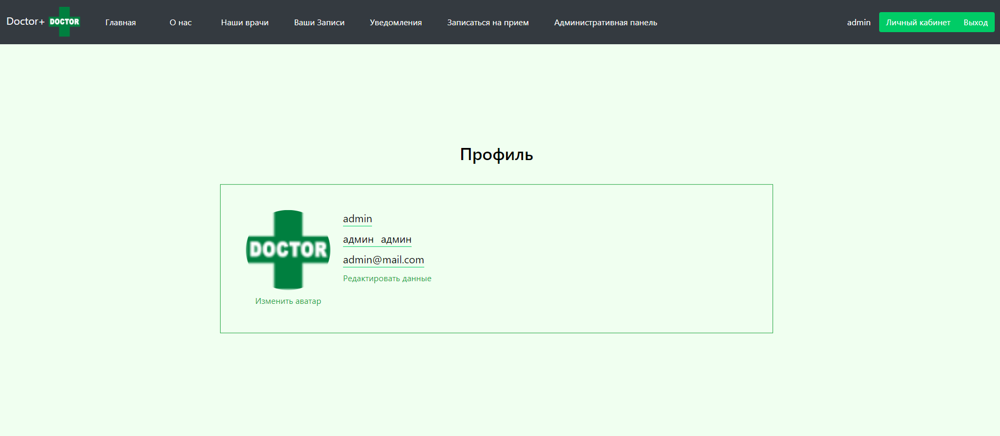 Doctor+ DOCTOR Главная О нас Наши врачи Ваши Записи Уведомления Записаться на прием Административная панель admin Личный кабинет Выход
Профиль
DOCTOR
Изменить аватар
admin
админ админ
admin@mail.com
Редактировать данные